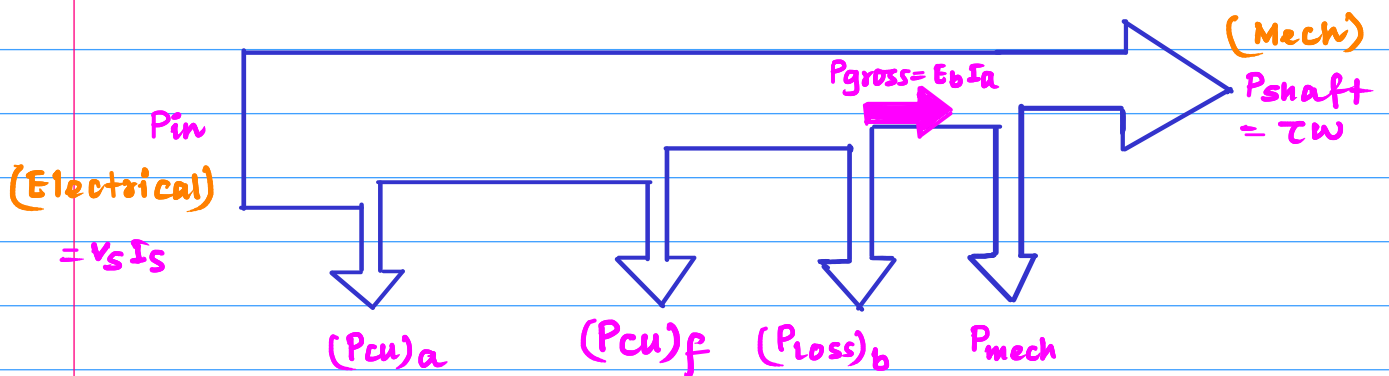 (Mech)
Pgross = EbIa
Pshaft
= τω
Pin
(Electrical)
= VsIs
(Pcu)a
(Pcu)f
(Ploss)b
Pmech